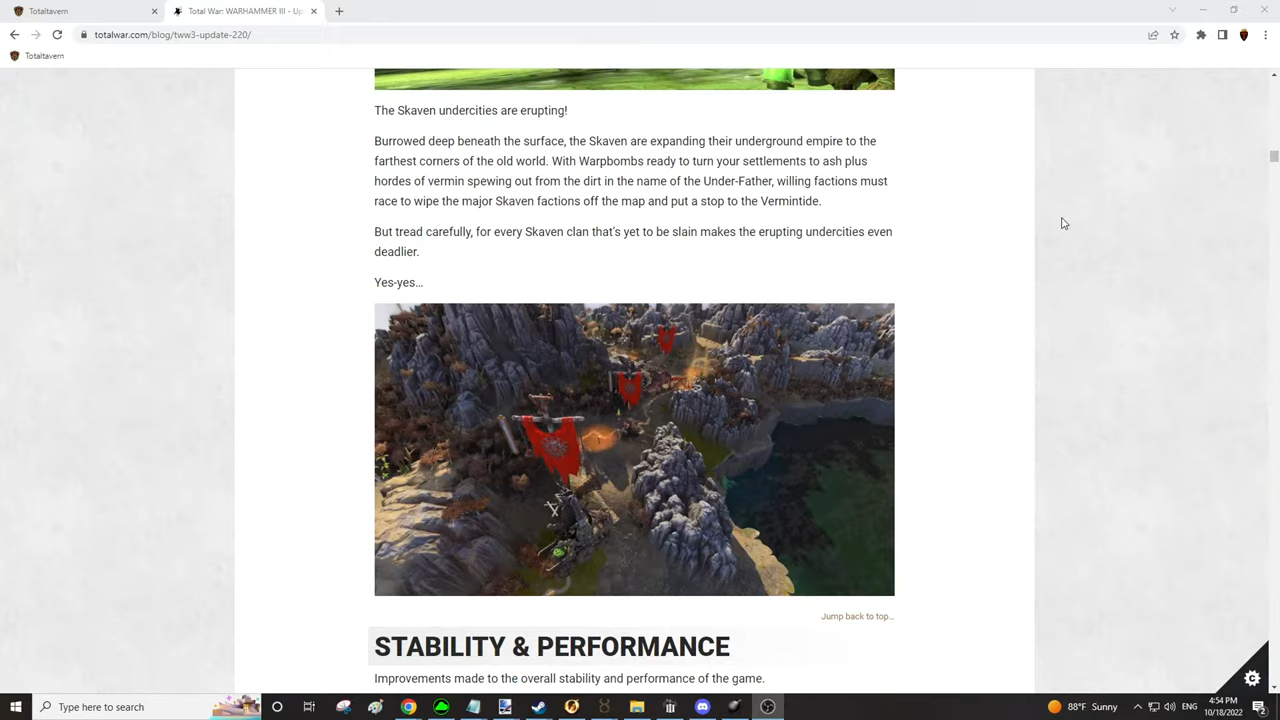 Totaltavern
Total War: WARHAMMER III - Up
totalwar.com/blog/tww3-update-220/
Totaltavern
The Skaven undercities are erupting!
Burrowed deep beneath the surface, the Skaven are expanding their underground empire to the
farthest corners of the old world. With Warpbombs ready to turn your settlements to ash plus
hordes of vermin spewing out from the dirt in the name of the Under-Father, willing factions must
race to wipe the major Skaven factions off the map and put a stop to the Vermintide.
But tread carefully, for every Skaven clan that's yet to be slain makes the erupting undercities even
deadlier.
Yes-yes…
Jump back to top…
STABILITY & PERFORMANCE
Improvements made to the overall stability and performance of the game.
Type here to search
88°F Sunny
ENG
4:54 PM
10/18/2022
2